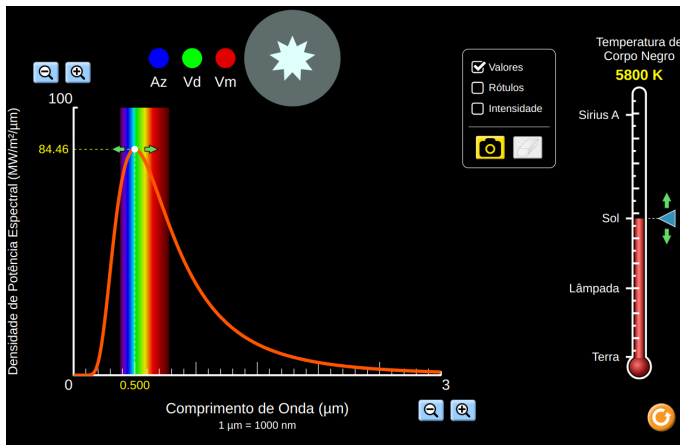 Az Vd Vm
100
84.46
Densidade de Potência Espectral (MW/m²/µm)
0
0.500
3
Comprimento de Onda (µm)
1 µm = 1000 nm
Valores
Rótulos
Intensidade
Temperatura de
Corpo Negro
5800 K
Sirius A
Sol
Lâmpada
Terra